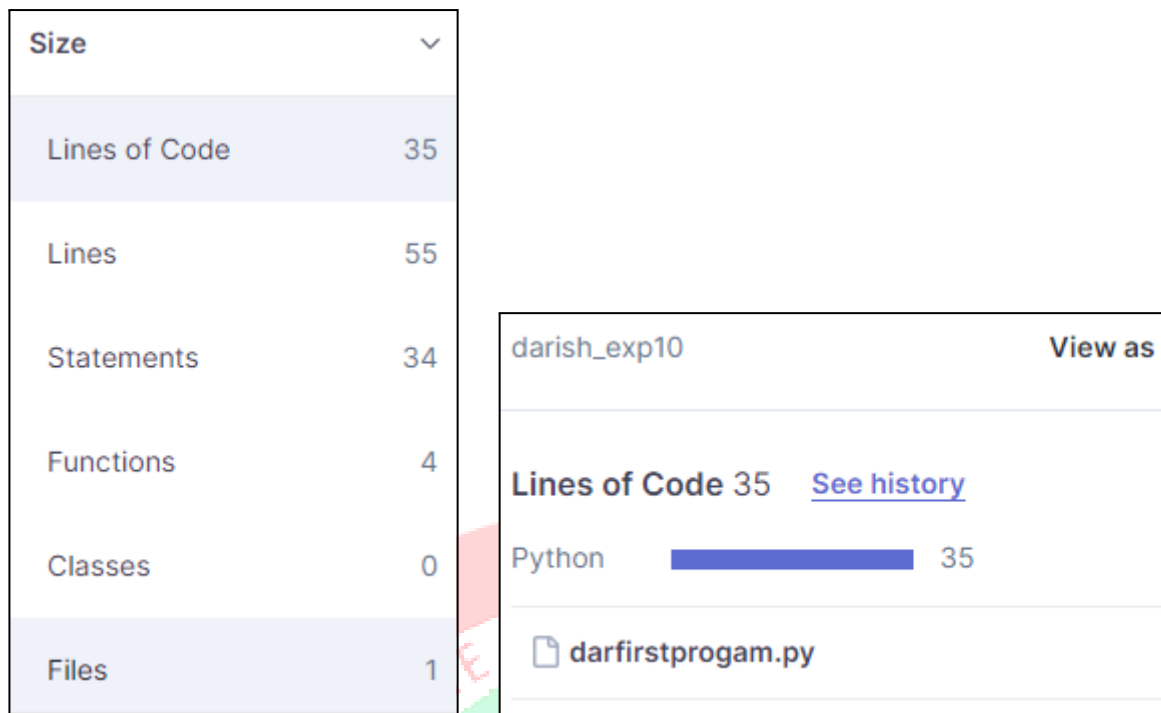 Size
Lines of Code 35
Lines 55
Statements 34
Functions 4
Classes 0
Files 1
darish_exp10 View as
Lines of Code 35 See history
Python 35
darfirstprogam.py